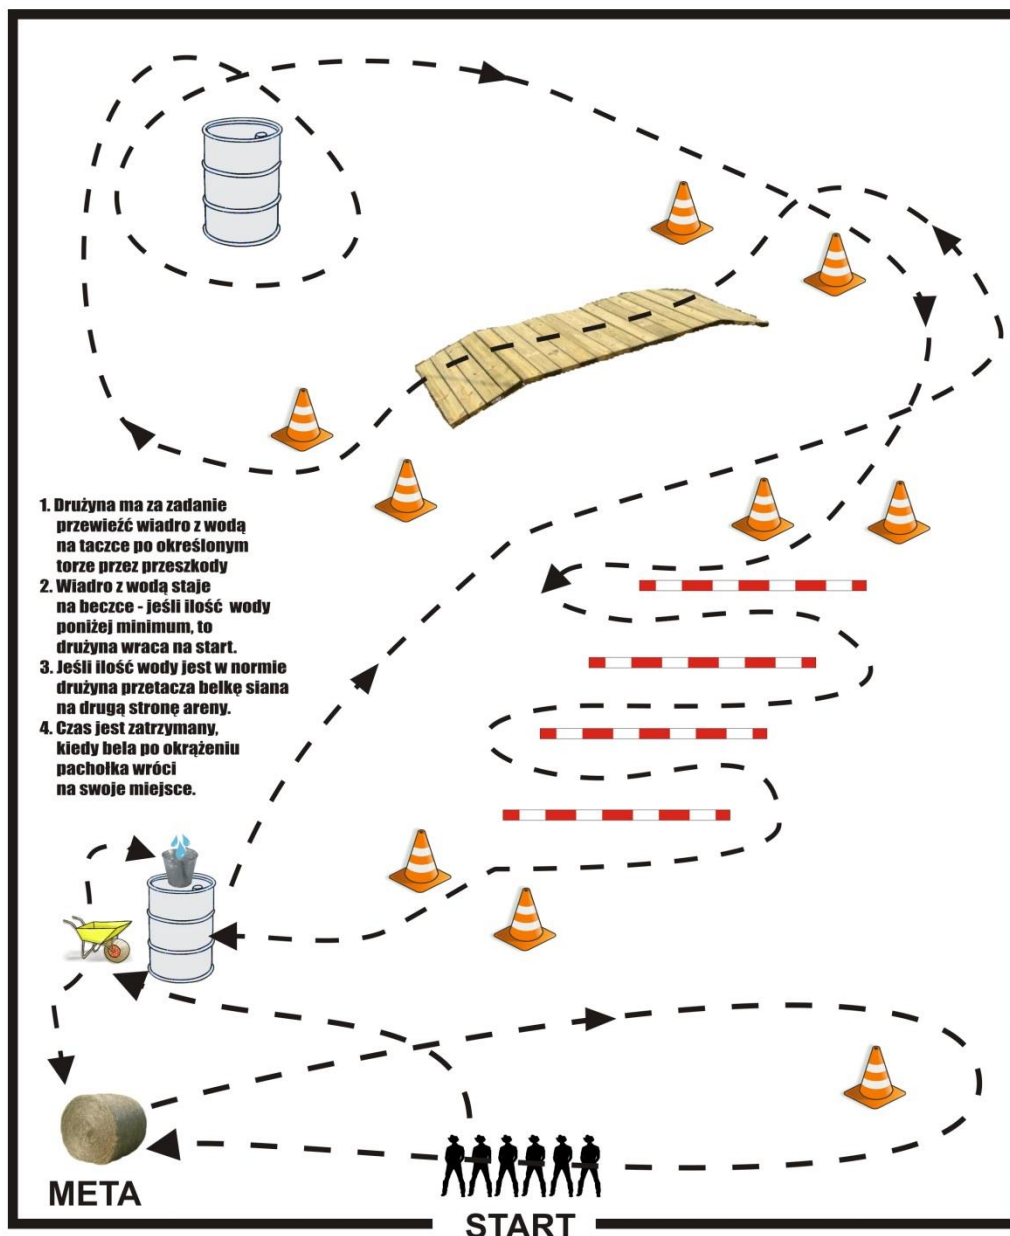 1. Drużyna ma za zadanie
przewieźć wiadro z wodą
na taczce po określonym
torze przez przeszkody
2. Wiadro z wodą staje
na beczce - jeśli ilość wody
poniżej minimum, to
drużyna wraca na start.
3. Jeśli ilość wody jest w normie
drużyna przetacza belkę siana
na drugą stronę areny.
4. Czas jest zatrzymany,
kiedy bela po okrążeniu
pachołka wróci
na swoje miejsce.
META
START